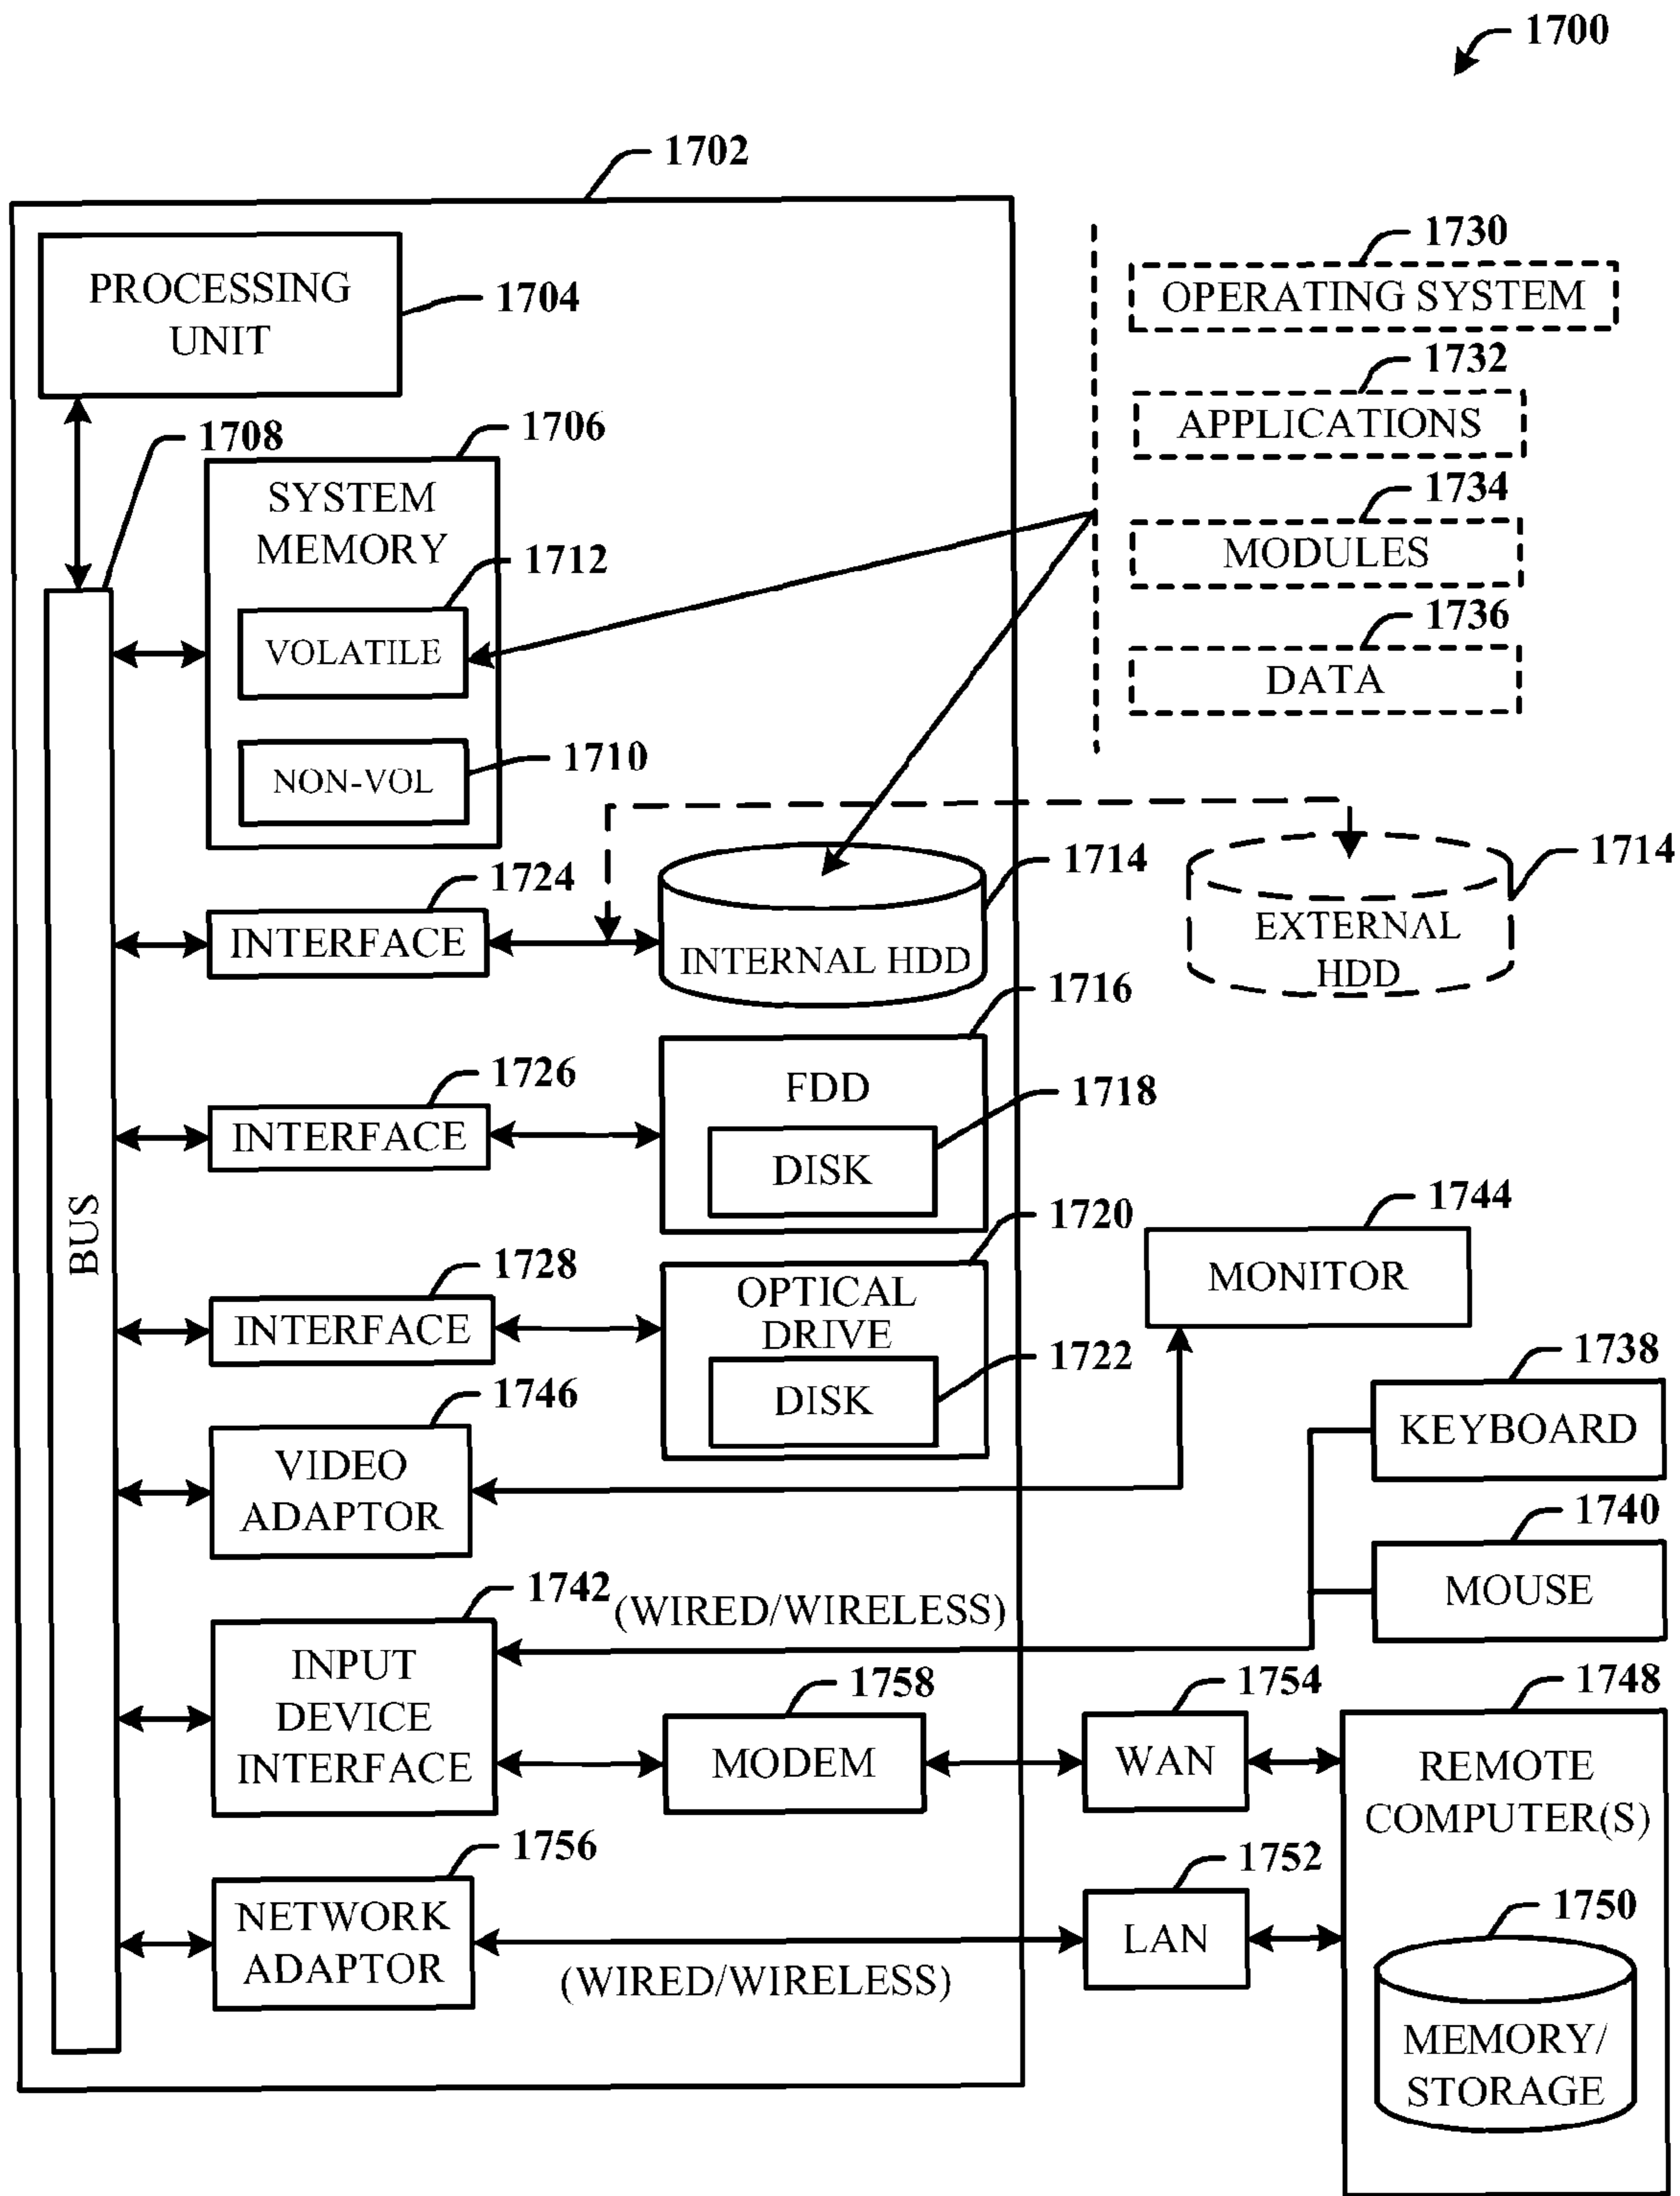 1700
1702
PROCESSING
UNIT
1704
1730
OPERATING SYSTEM
1732
APPLICATIONS
1734
MODULES
1736
DATA
1708
1706
SYSTEM
MEMORY
1712
VOLATILE
1710
NON-VOL
1724
INTERFACE
1714
INTERNAL HDD
1714
EXTERNAL
HDD
1716
FDD
1726
INTERFACE
1718
DISK
BUS
1720
OPTICAL
DRIVE
1728
INTERFACE
1722
DISK
1744
MONITOR
1746
VIDEO
ADAPTOR
1738
KEYBOARD
1740
MOUSE
1742
(WIRED/WIRELESS)
INPUT
DEVICE
INTERFACE
1758
MODEM
1754
WAN
1748
REMOTE
COMPUTER(S)
1756
NETWORK
ADAPTOR
(WIRED/WIRELESS)
1752
LAN
1750
MEMORY/
STORAGE